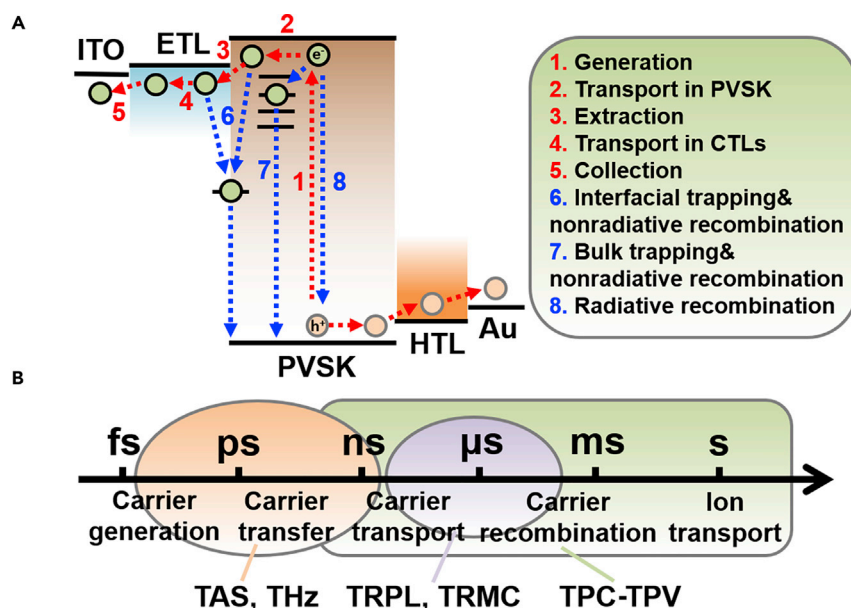 A
ITO
ETL
2
3
e⁻
5
4
6
7
1
8
h⁺
PVSK
HTL
Au
1. Generation
2. Transport in PVSK
3. Extraction
4. Transport in CTLs
5. Collection
6. Interfacial trapping&
nonradiative recombination
7. Bulk trapping&
nonradiative recombination
8. Radiative recombination
B
fs ps ns μs ms s
Carrier Carrier Carrier Carrier Ion
generation transfer transport recombination transport
TAS, THz TRPL, TRMC TPC-TPV